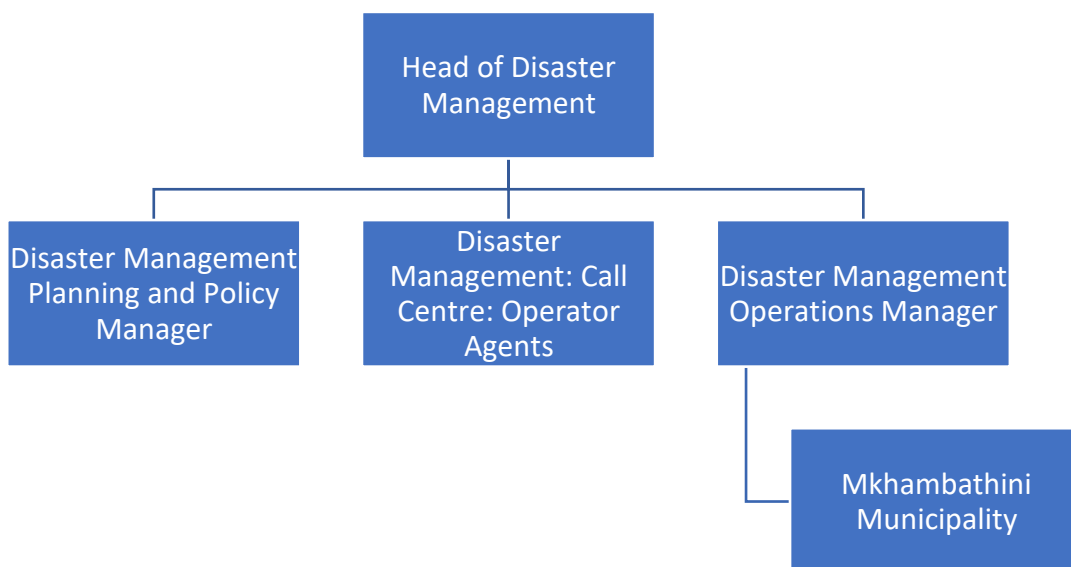 Head of Disaster
Management
Disaster Management
Planning and Policy
Manager
Disaster
Management: Call
Centre: Operator
Agents
Disaster Management
Operations Manager
Mkhambathini
Municipality